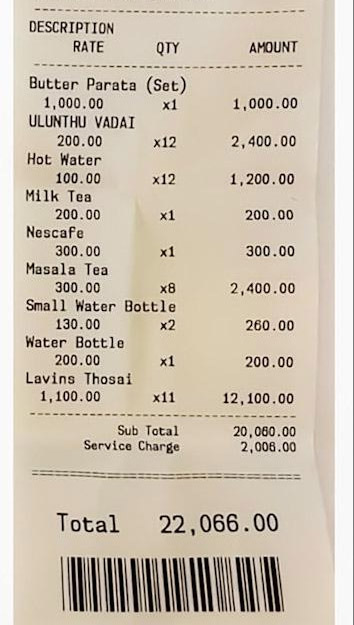 DESCRIPTION
RATE QTY AMOUNT
Butter Parata (Set)
1,000.00 x1 1,000.00
ULUNTHU VADAI
200.00 x12 2,400.00
Hot Water
100.00 x12 1,200.00
Milk Tea
200.00 x1 200.00
Nescafe
300.00 x1 300.00
Masala Tea
300.00 x8 2,400.00
Small Water Bottle
130.00 x2 260.00
Water Bottle
200.00 x1 200.00
Lavins Thosai
1,100.00 x11 12,100.00
Sub Total 20,060.00
Service Charge 2,006.00
Total 22,066.00